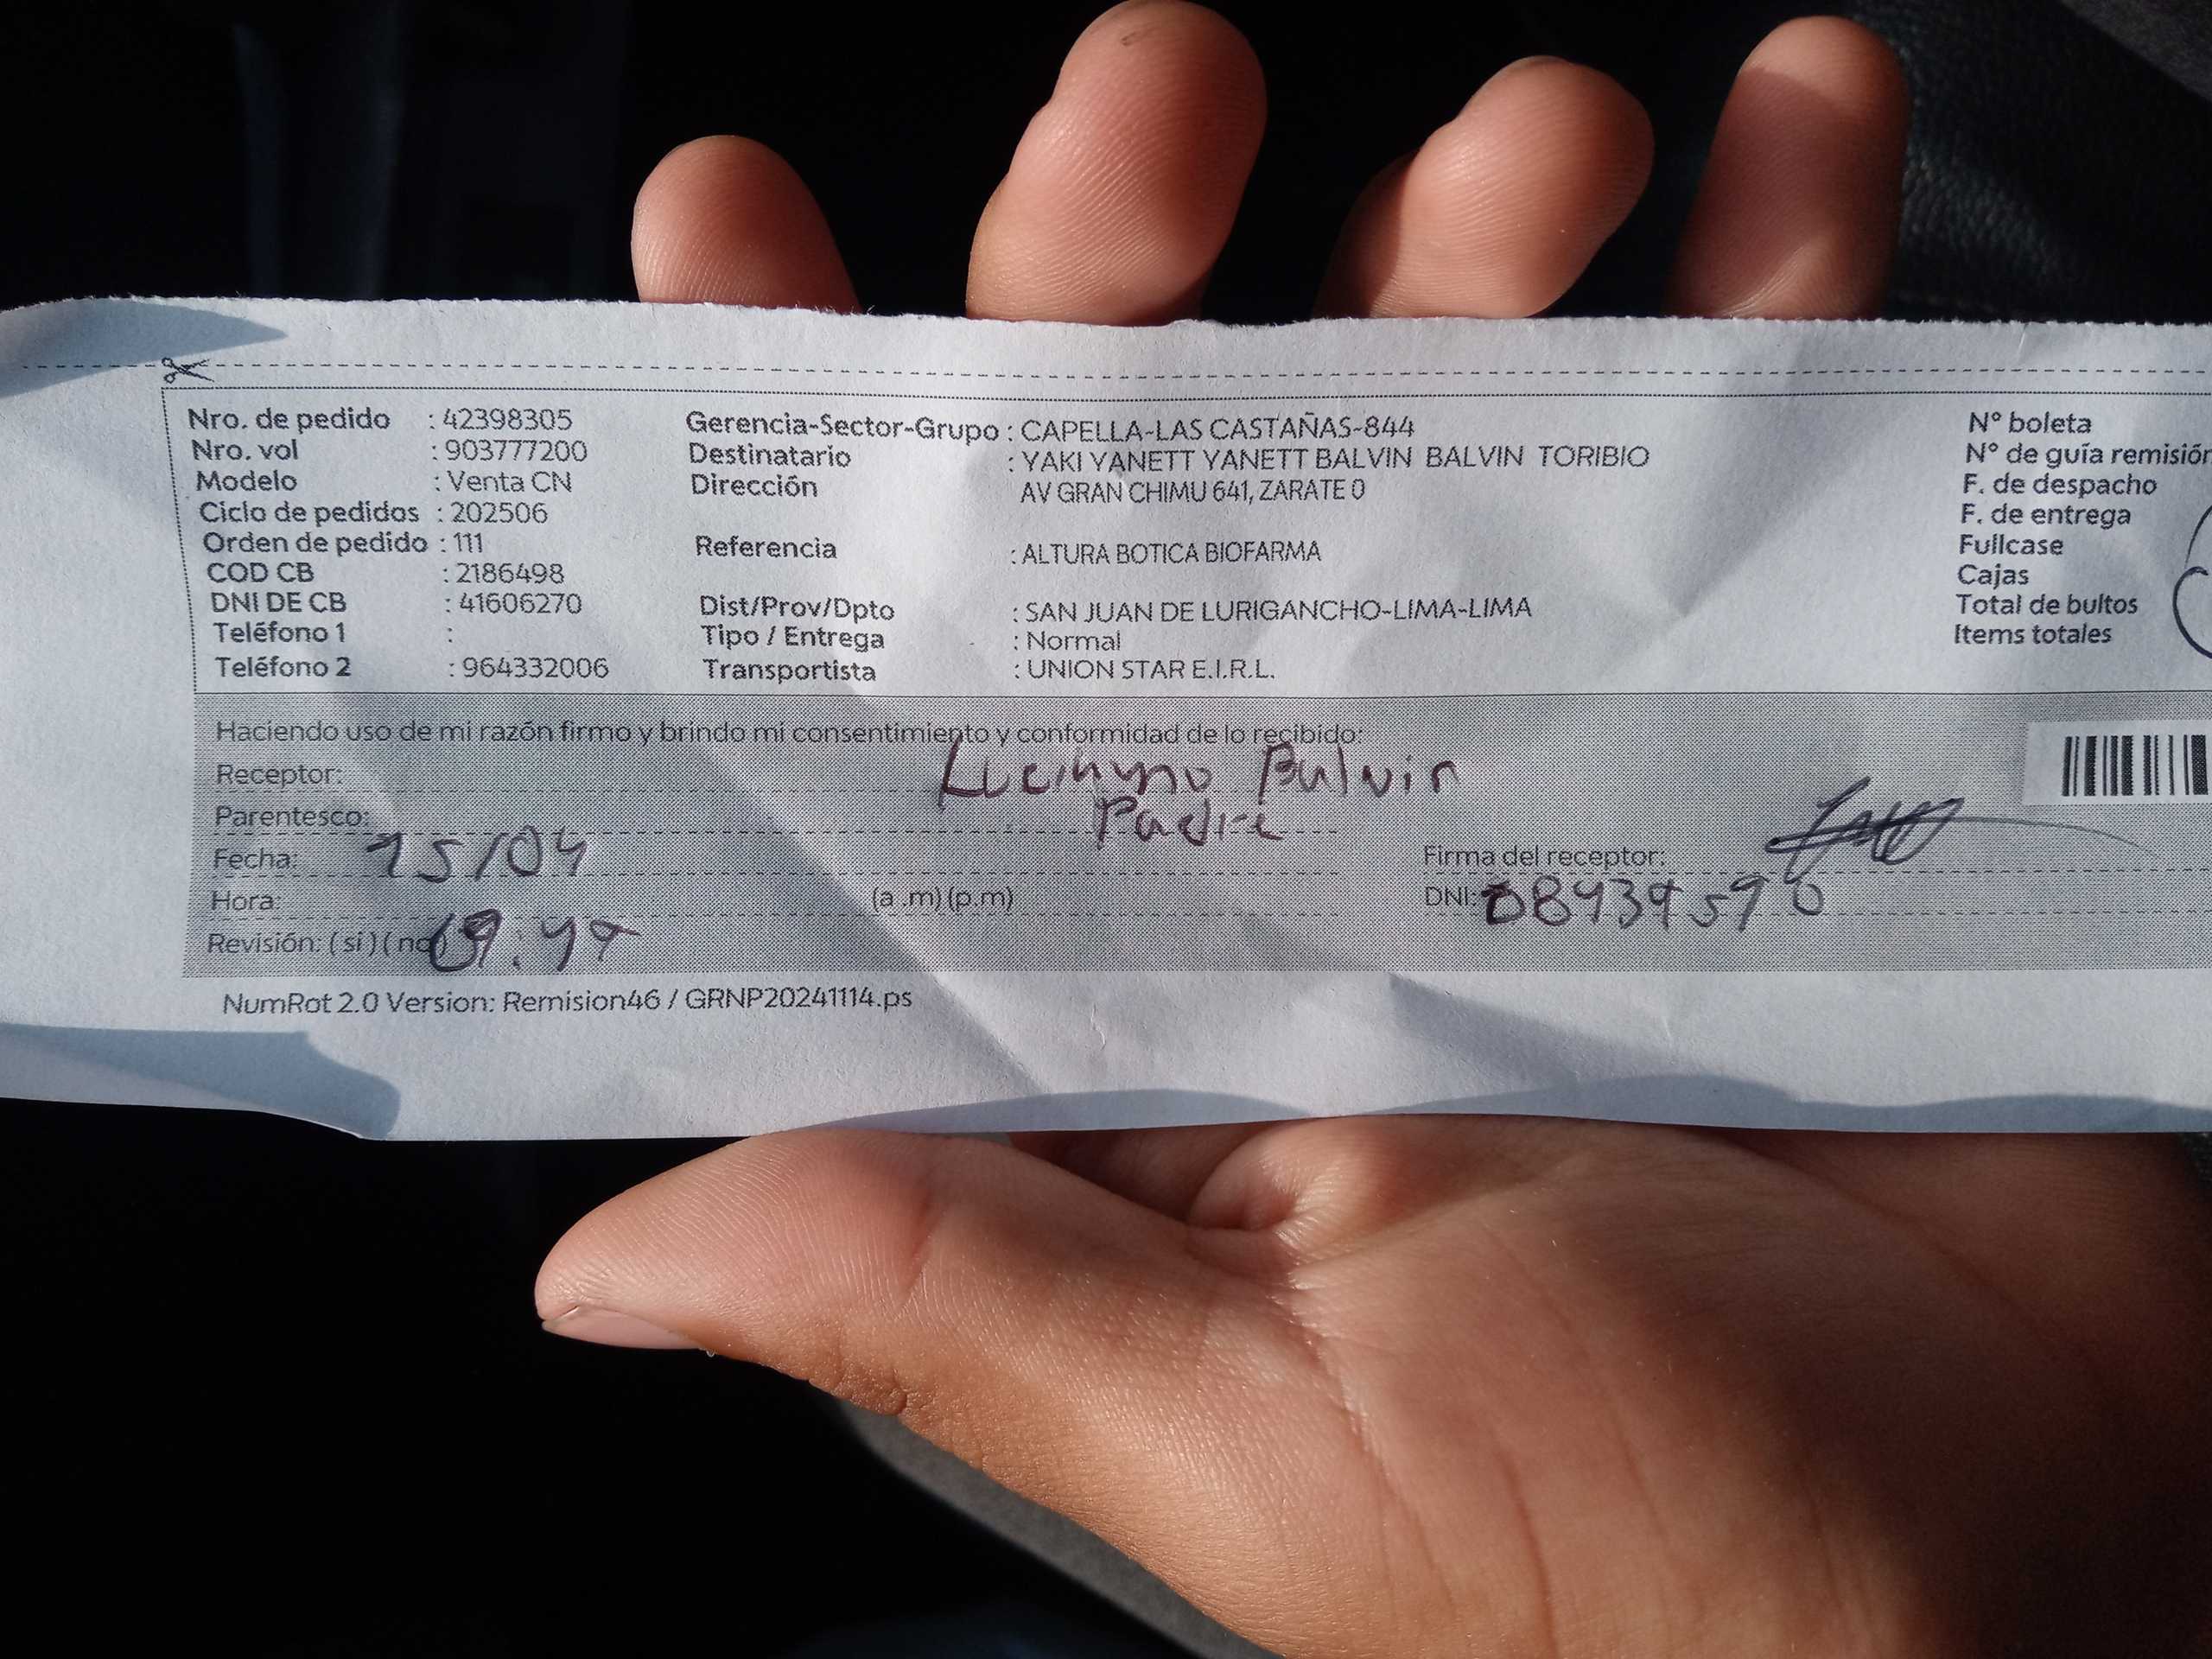 Nro. de pedido : 42398305
Nro. vol : 903777200
Modelo : Venta CN
Ciclo de pedidos : 202506
Orden de pedido : 111
COD CB : 2186498
DNI DE CB : 41606270
Teléfono 1 :
Teléfono 2 : 964332006
Gerencia-Sector-Grupo : CAPELLA-LAS CASTAÑAS-844
Destinatario : YAKI YANETT YANETT BALVIN BALVIN TORIBIO
Dirección AV GRAN CHIMU 641, ZARATE 0
Referencia : ALTURA BOTICA BIOFARMA
Dist/Prov/Dpto : SAN JUAN DE LURIGANCHO-LIMA-LIMA
Tipo / Entrega : Normal
Transportista : UNION STAR E.I.R.L.
N° boleta
N° de guía remisión
F. de despacho
F. de entrega
Fullcase
Cajas
Total de bultos
Items totales
Haciendo uso de mi razón firmo y brindo mi consentimiento y conformidad de lo recibido:
Receptor: Balvin
Parentesco: Padre
Fecha: 15/04
Firma del receptor:
Hora: (a .m) (p.m)
DNI:
Revisión: ( si ) ( no
NumRot 2.0 Version: Remision46 / GRNP20241114.ps